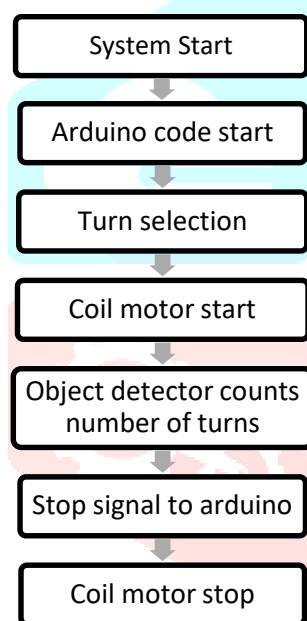 System Start
Arduino code start
Turn selection
Coil motor start
Object detector counts
number of turns
Stop signal to arduino
Coil motor stop